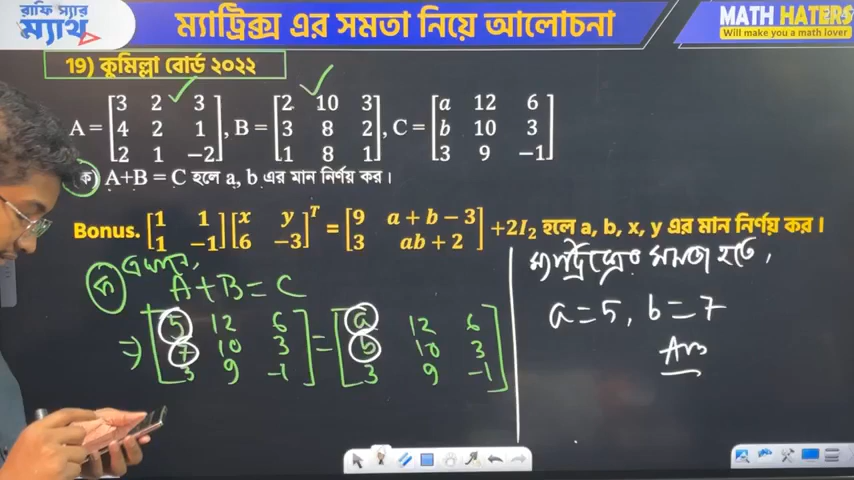 রাফি স্যার
ম্যাথ
ম্যাট্রিক্স এর সমতা নিয়ে আলোচনা
MATH HATERS
Will make you a math lover
19) কুমিল্লা বোর্ড ২০২২
A = [3 2 3; 4 2 1; 2 1 −2], B = [2 10 3; 3 8 2; 1 8 1], C = [a 12 6; b 10 3; 3 9 −1]
ক) A+B = C হলে a, b এর মান নির্ণয় কর।
Bonus. [1 1; 1 −1][x y; 6 −3]ᵀ = [9 a + b − 3; 3 ab + 2] +2I₂ হলে a, b, x, y এর মান নির্ণয় কর।
ক এখানে,
A+B = C
⇒ [5 12 6; 7 10 3; 3 9 -1] = [a 12 6; b 10 3; 3 9 -1]
ম্যাট্রিক্সের সমতা হতে,
a = 5, b = 7
Ans